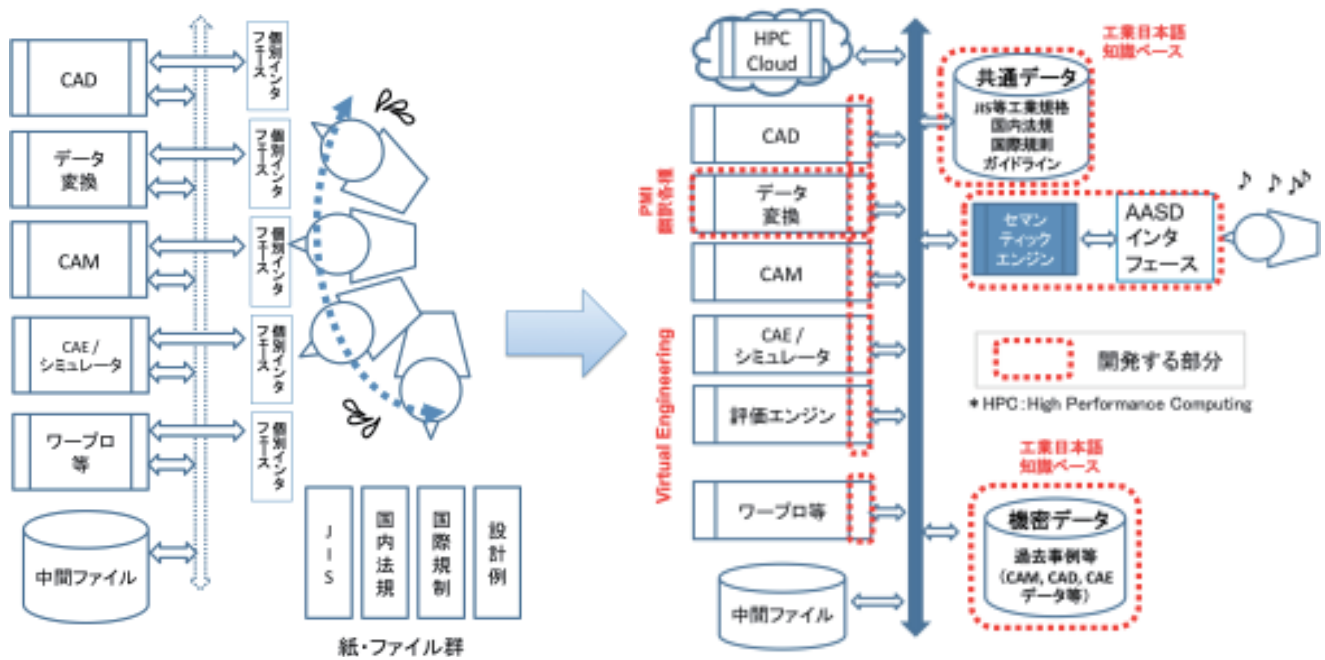 CAD
個別インタ
フェース
データ
変換
個別インタ
フェース
CAM
個別インタ
フェース
CAE /
シミュレータ
個別インタ
フェース
ワープロ
等
個別インタ
フェース
中間ファイル
JIS
国内法規
国際規制
設計例
紙・ファイル群
HPC
Cloud
CAD
PMI
翻訳各種
データ
変換
CAM
Virtual Engineering
CAE /
シミュレータ
評価エンジン
ワープロ等
中間ファイル
工業日本語
知識ベース
共通データ
JIS等工業規格
国内法規
国際規則
ガイドライン
セマン
ティック
エンジン
AASD
インタ
フェース
開発する部分
*HPC:High Performance Computing
工業日本語
知識ベース
機密データ
過去事例等
(CAM, CAD, CAE
データ等)